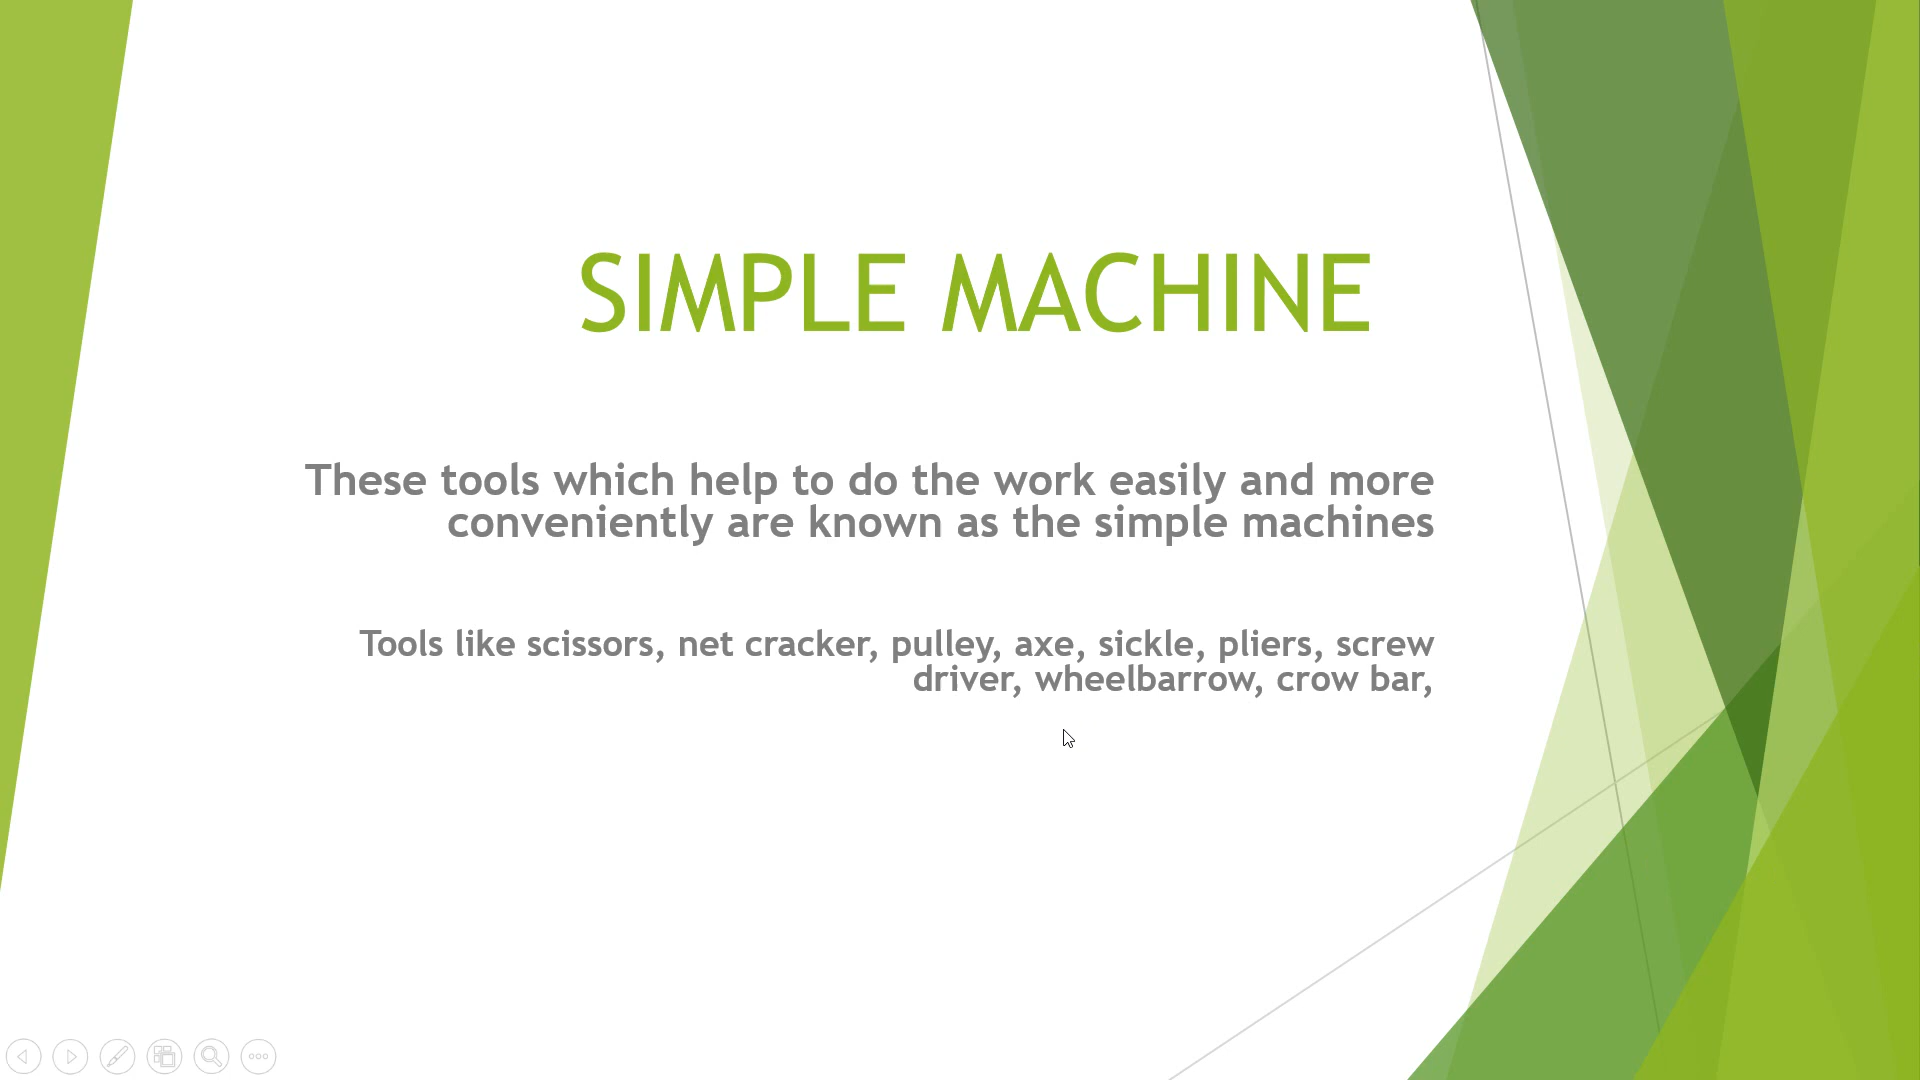 SIMPLE MACHINE
These tools which help to do the work easily and more
conveniently are known as the simple machines
Tools like scissors, net cracker, pulley, axe, sickle, pliers, screw
driver, wheelbarrow, crow bar,